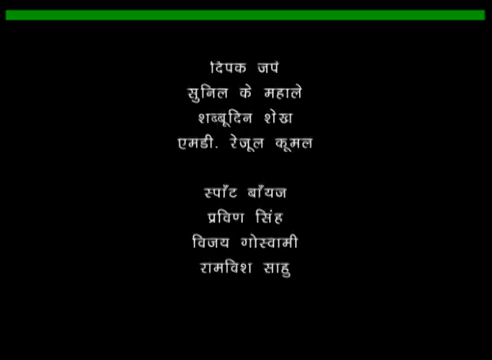 दिपक जपे
सुनिल के महाले
शब्बूदिन शेख
एमडी. रेजूल कूमल
स्पाँट बाँयज
प्रविण सिंह
विजय गोस्वामी
रामविश साहु